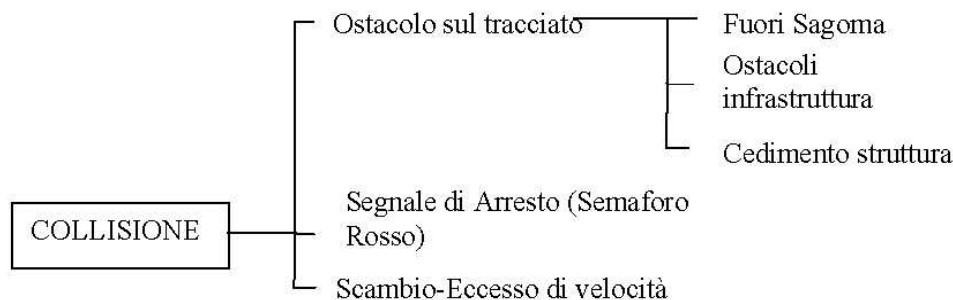 Ostacolo sul tracciato
Fuori Sagoma
Ostacoli
infrastruttura
Cedimento struttura
Segnale di Arresto (Semaforo
Rosso)
COLLISIONE
Scambio-Eccesso di velocità